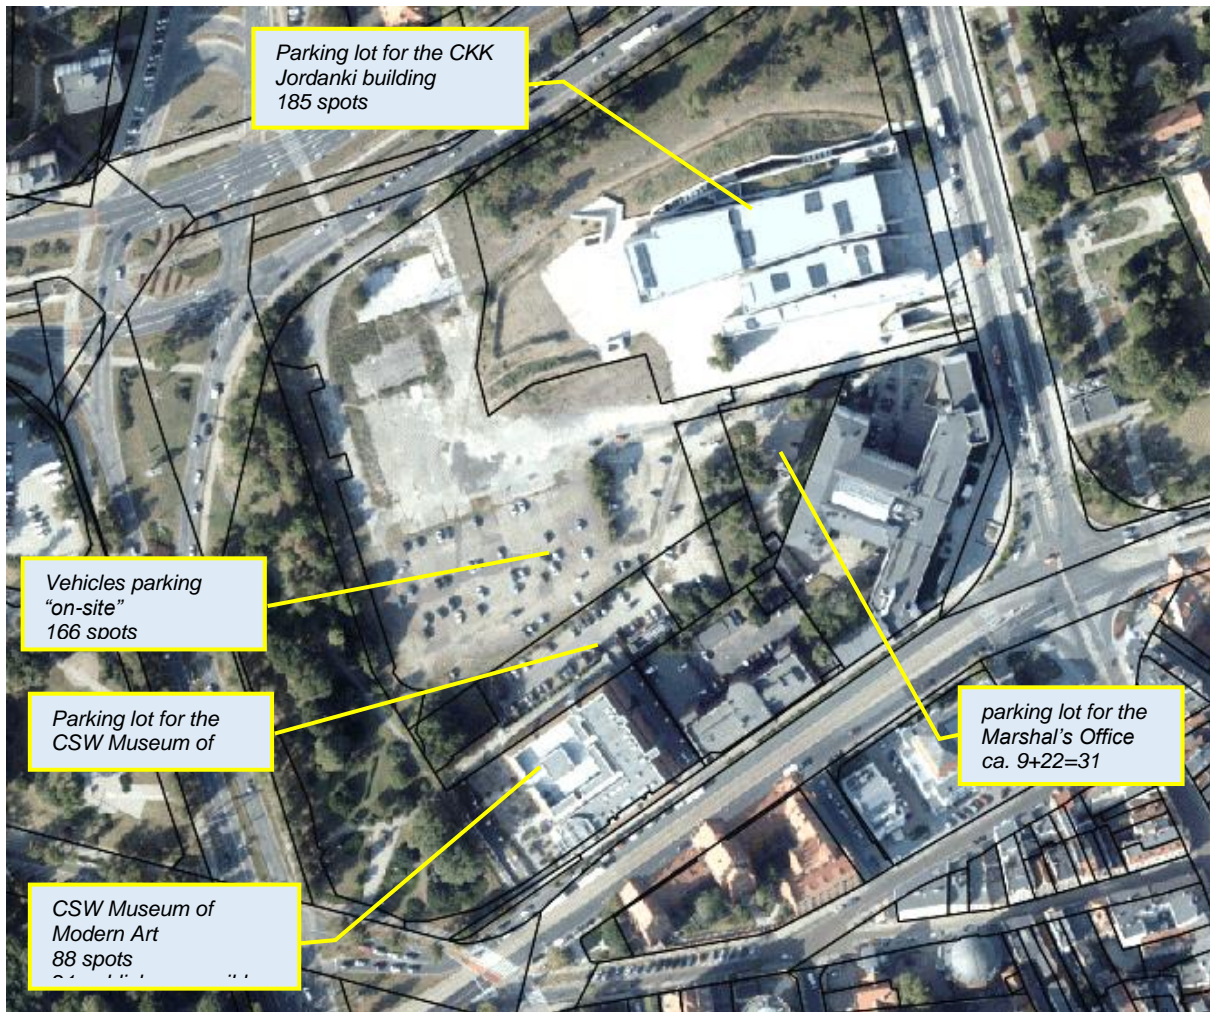 Parking lot for the CKK
Jordanki building
185 spots
Vehicles parking
“on-site”
166 spots
Parking lot for the
CSW Museum of
parking lot for the
Marshal's Office
ca. 9+22=31
CSW Museum of
Modern Art
88 spots